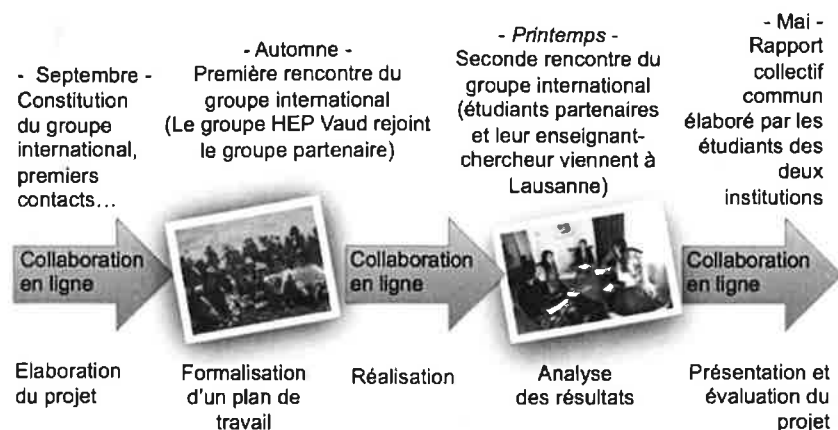 - Septembre -
Constitution
du groupe
international,
premiers
contacts...
- Automne -
Première rencontre du
groupe international
(Le groupe HEP Vaud rejoint
le groupe partenaire)
- Printemps -
Seconde rencontre du
groupe international
(étudiants partenaires
et leur enseignant-
chercheur viennent à
Lausanne)
- Mai -
Rapport
collectif
commun
élaboré par les
étudiants des
deux
institutions
Collaboration
en ligne
Collaboration
en ligne
Collaboration
en ligne
Elaboration
du projet
Formalisation
d'un plan de
travail
Réalisation
Analyse
des résultats
Présentation et
évaluation du
projet